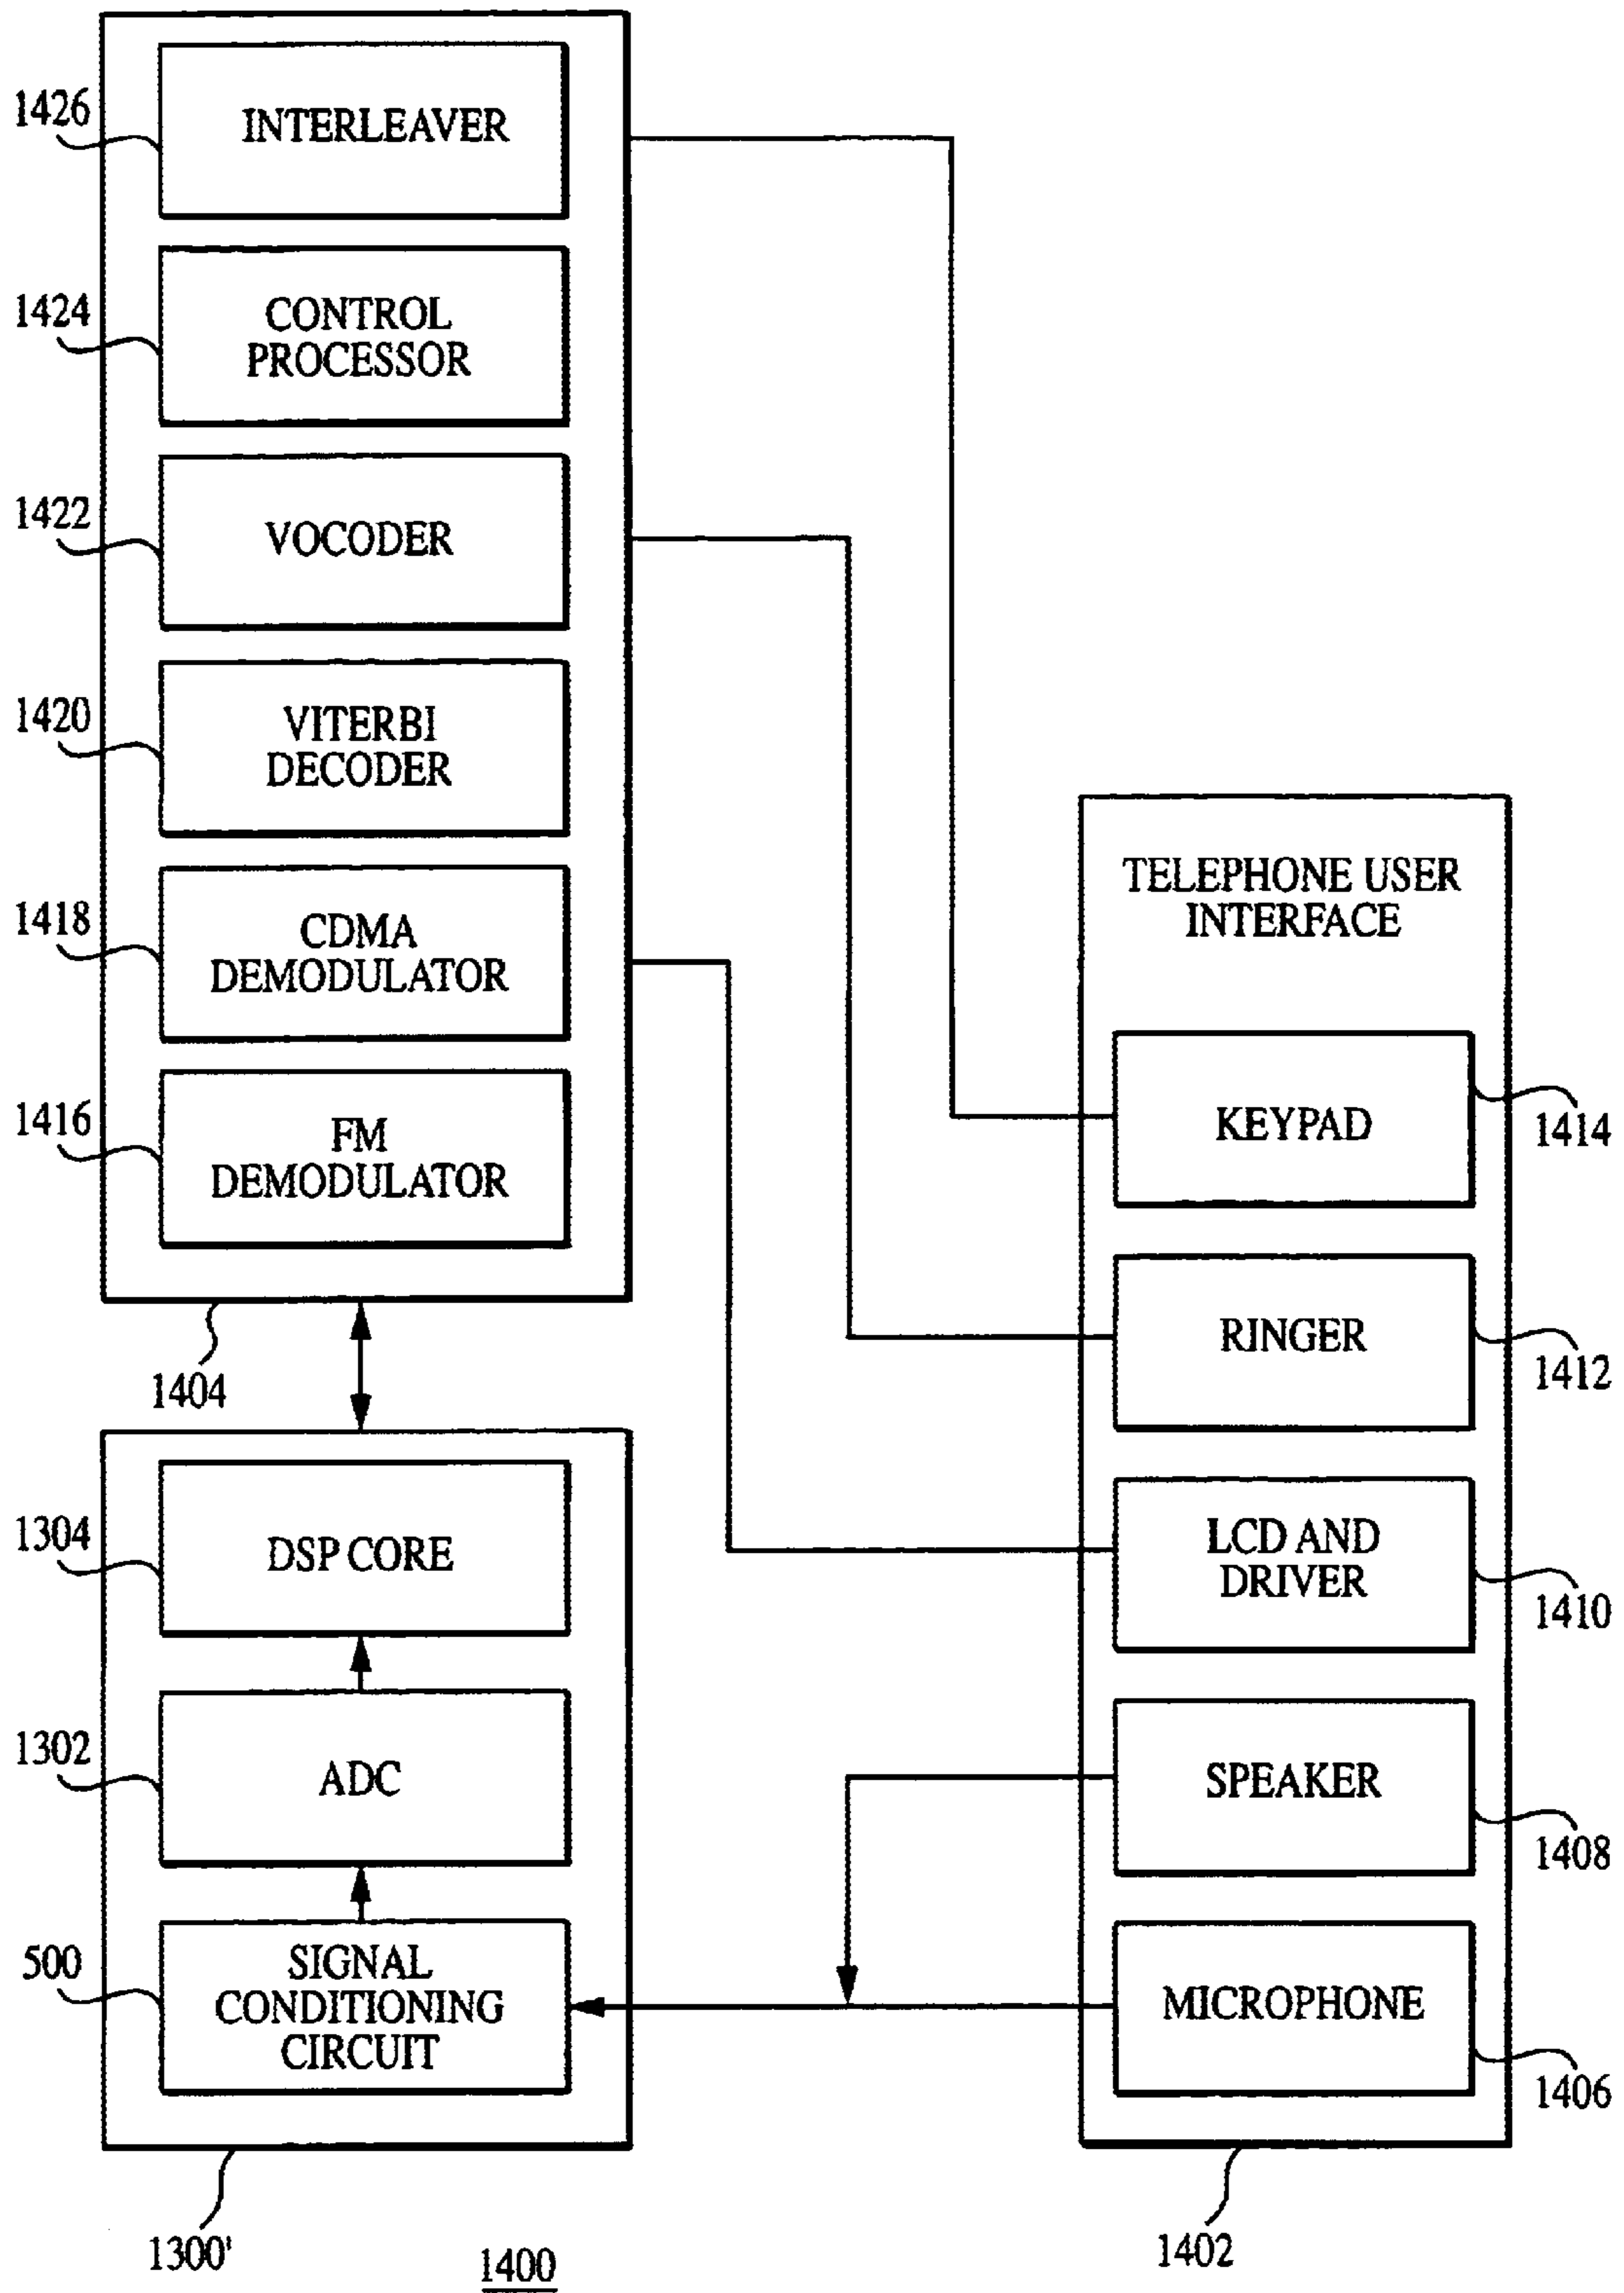 1426
INTERLEAVER
1424
CONTROL
PROCESSOR
1422
VOCODER
1420
VITERBI
DECODER
1418
CDMA
DEMODULATOR
1416
FM
DEMODULATOR
1404
1304
DSP CORE
1302
ADC
500
SIGNAL
CONDITIONING
CIRCUIT
1300'
TELEPHONE USER
INTERFACE
KEYPAD
1414
RINGER
1412
LCD AND
DRIVER
1410
SPEAKER
1408
MICROPHONE
1406
1402
1400